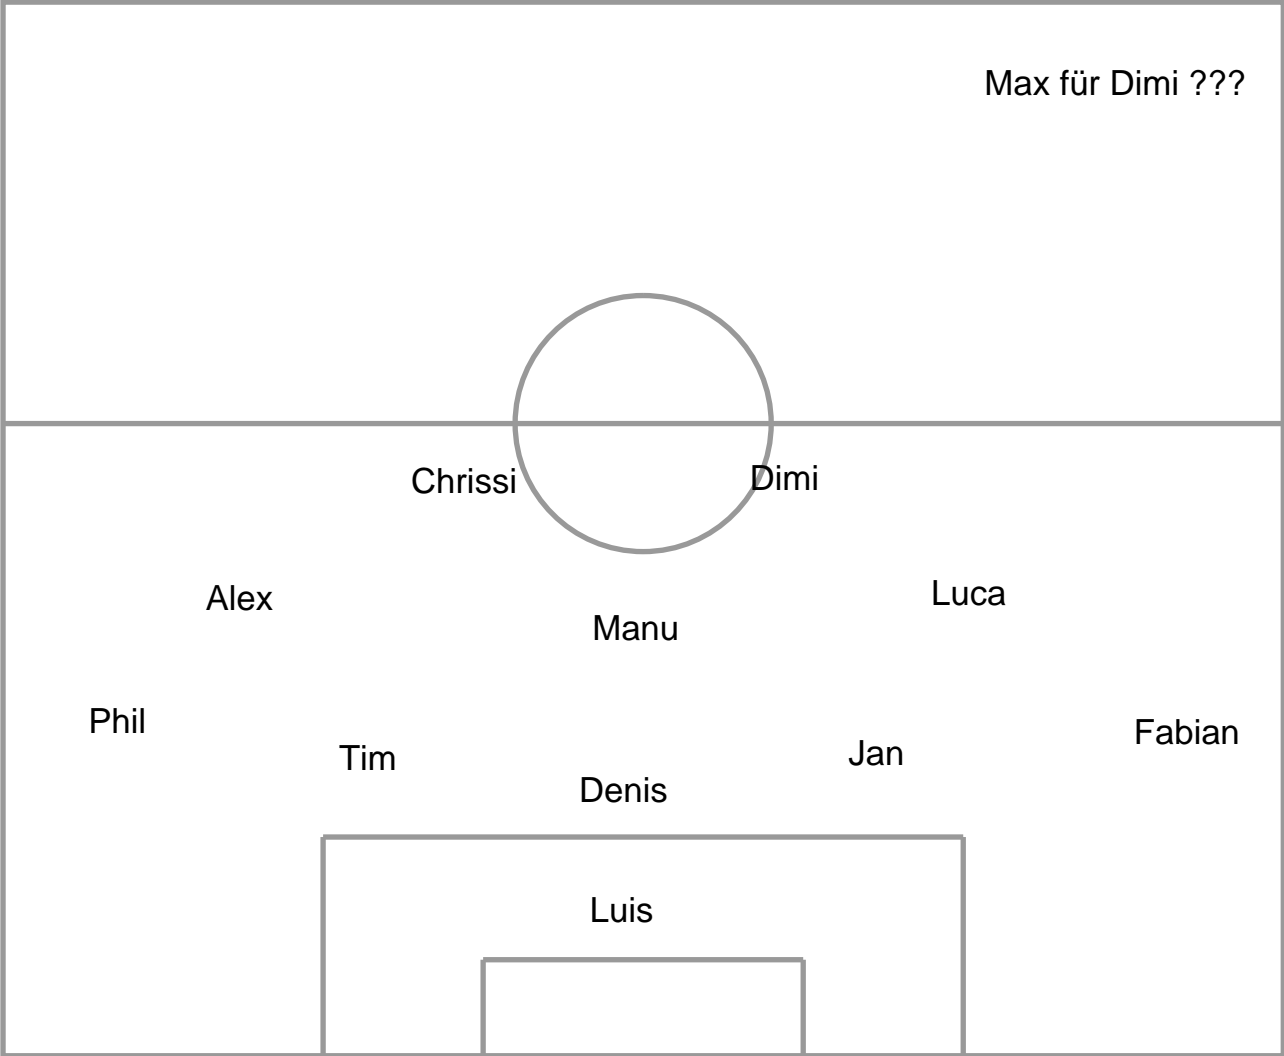 Max für Dimi ???
Chrissi
Dimi
Alex
Luca
Manu
Phil
Fabian
Tim
Jan
Denis
Luis